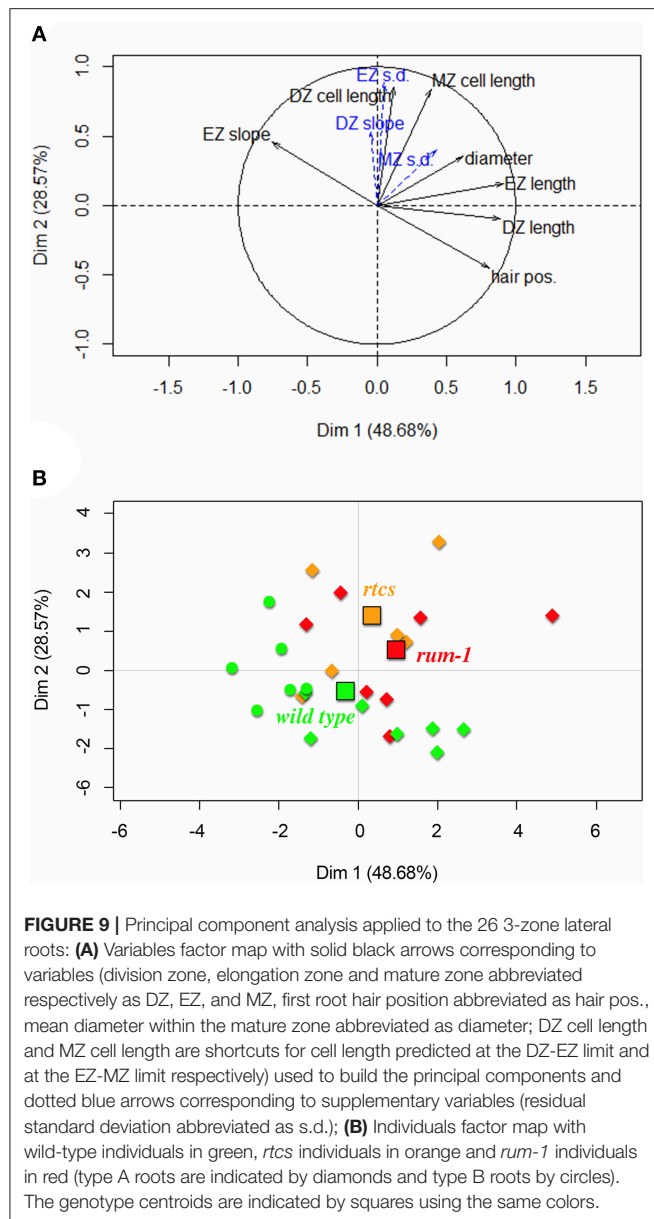 A
EZ s.d.
MZ cell length
DZ cell length
DZ slope
EZ slope
MZ s.d.
diameter
EZ length
DZ length
hair pos.
Dim 2 (28.57%)
1.0
0.5
0.0
-0.5
-1.0
-1.5 -1.0 -0.5 0.0 0.5 1.0 1.5
Dim 1 (48.68%)
B
rtcs
rum-1
wild type
Dim 2 (28.57%)
4
3
2
1
0
-1
-2
-6
-6 -4 -2 0 2 4 6
Dim 1 (48.68%)
FIGURE 9 | Principal component analysis applied to the 26 3-zone lateral
roots: (A) Variables factor map with solid black arrows corresponding to
variables (division zone, elongation zone and mature zone abbreviated
respectively as DZ, EZ, and MZ, first root hair position abbreviated as hair pos.,
mean diameter within the mature zone abbreviated as diameter; DZ cell length
and MZ cell length are shortcuts for cell length predicted at the DZ-EZ limit and
at the EZ-MZ limit respectively) used to build the principal components and
dotted blue arrows corresponding to supplementary variables (residual
standard deviation abbreviated as s.d.); (B) Individuals factor map with
wild-type individuals in green, rtcs individuals in orange and rum-1 individuals
in red (type A roots are indicated by diamonds and type B roots by circles).
The genotype centroids are indicated by squares using the same colors.